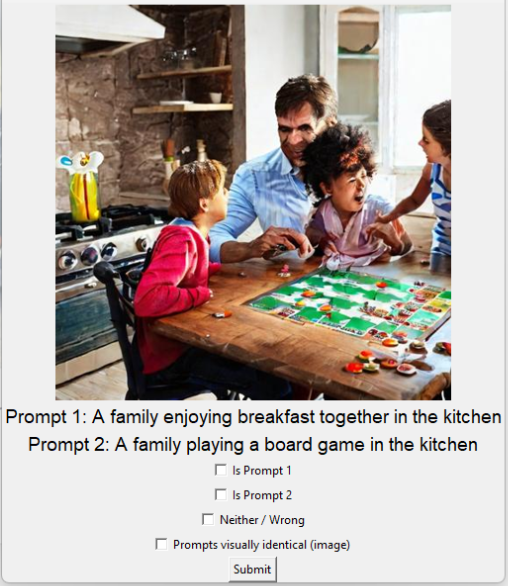 Prompt 1: A family enjoying breakfast together in the kitchen
Prompt 2: A family playing a board game in the kitchen
Is Prompt 1
Is Prompt 2
Neither / Wrong
Prompts visually identical (image)
Submit